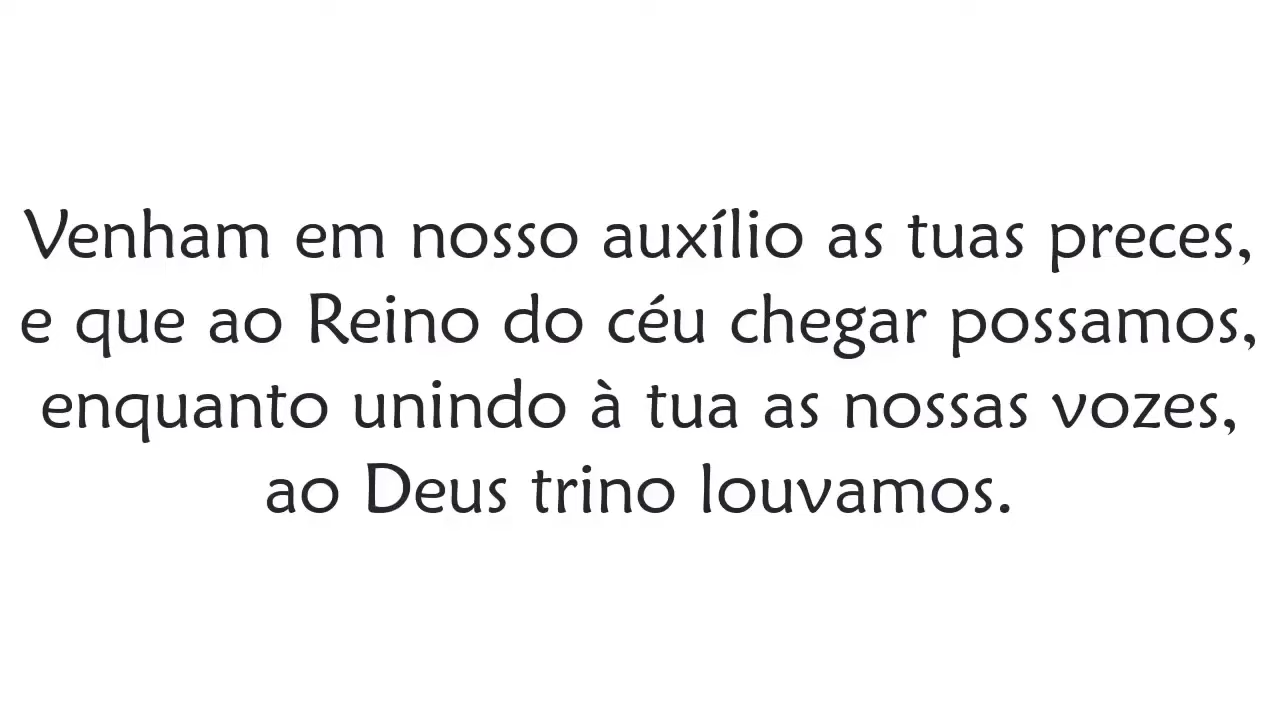 Venham em nosso auxílio as tuas preces,
e que ao Reino do céu chegar possamos,
enquanto unindo à tua as nossas vozes,
ao Deus trino louvamos.